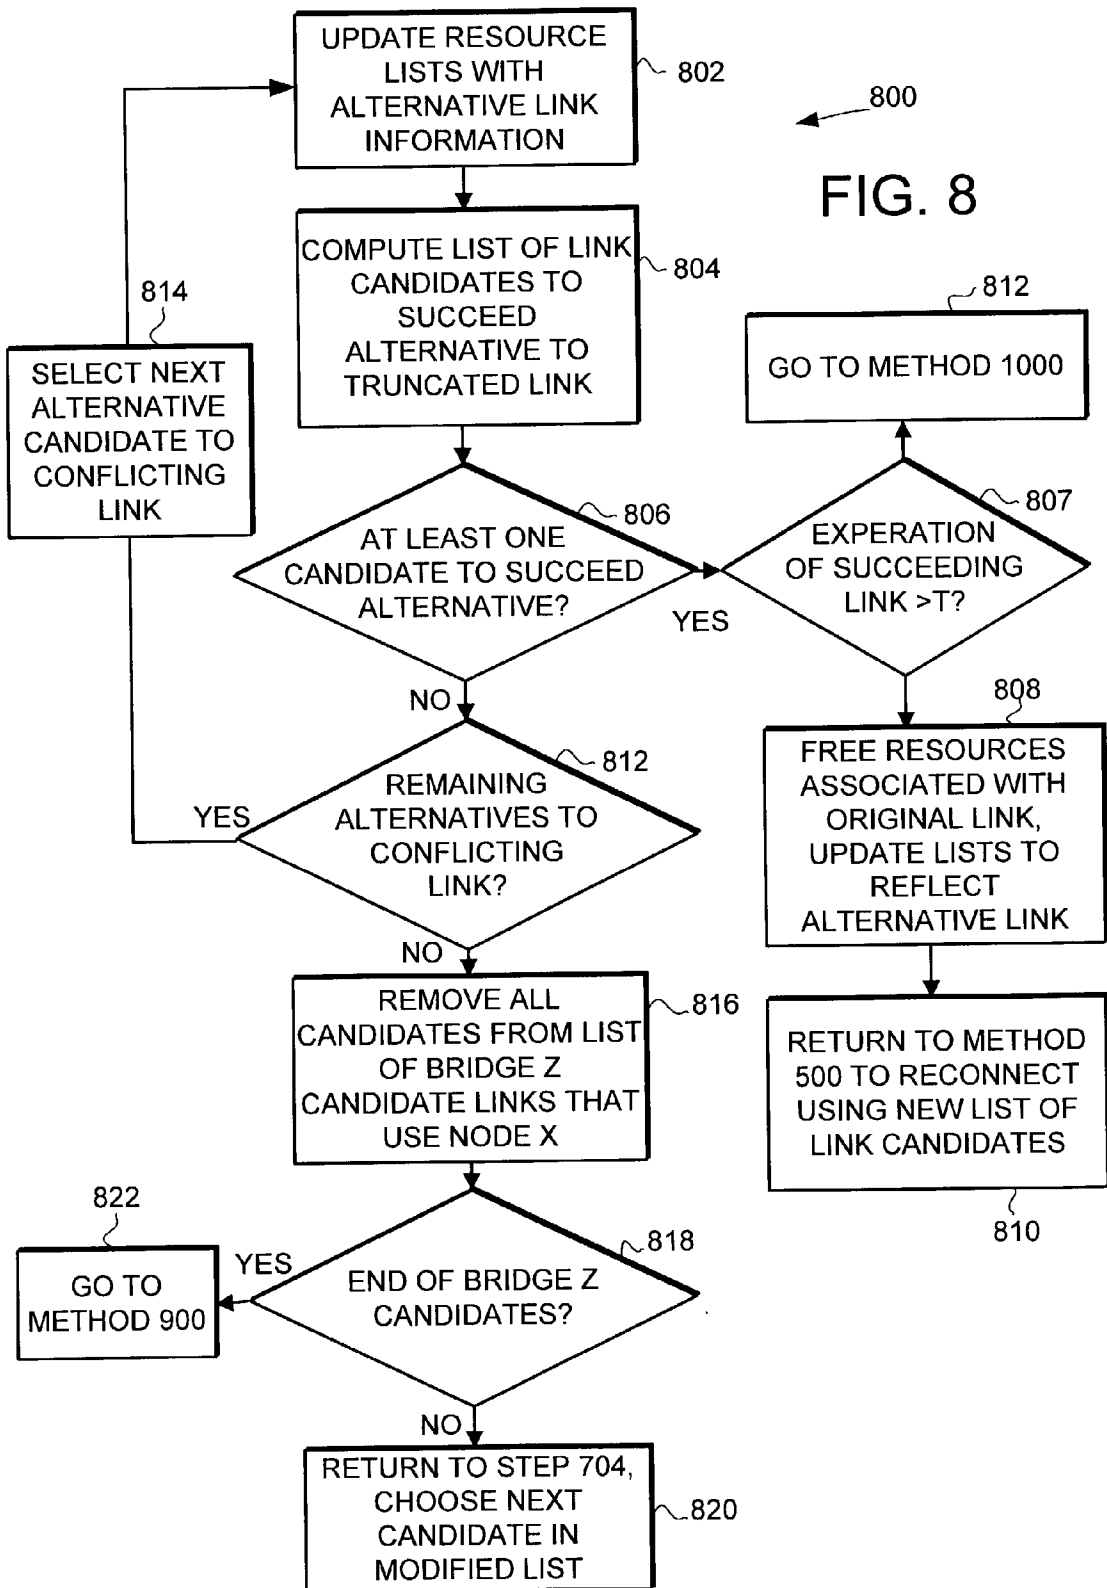 UPDATE RESOURCE
LISTS WITH
ALTERNATIVE LINK
INFORMATION
802
800
FIG. 8
COMPUTE LIST OF LINK
CANDIDATES TO
SUCCEED
ALTERNATIVE TO
TRUNCATED LINK
804
814
SELECT NEXT
ALTERNATIVE
CANDIDATE TO
CONFLICTING
LINK
812
GO TO METHOD 1000
AT LEAST ONE
CANDIDATE TO SUCCEED
ALTERNATIVE?
806
YES
NO
EXPERATION
OF SUCCEEDING
LINK >T?
807
808
FREE RESOURCES
ASSOCIATED WITH
ORIGINAL LINK,
UPDATE LISTS TO
REFLECT
ALTERNATIVE LINK
REMAINING
ALTERNATIVES TO
CONFLICTING
LINK?
812
YES
NO
REMOVE ALL
CANDIDATES FROM LIST
OF BRIDGE Z
CANDIDATE LINKS THAT
USE NODE X
816
RETURN TO METHOD
500 TO RECONNECT
USING NEW LIST OF
LINK CANDIDATES
810
822
GO TO
METHOD 900
YES
END OF BRIDGE Z
CANDIDATES?
818
NO
RETURN TO STEP 704,
CHOOSE NEXT
CANDIDATE IN
MODIFIED LIST
820